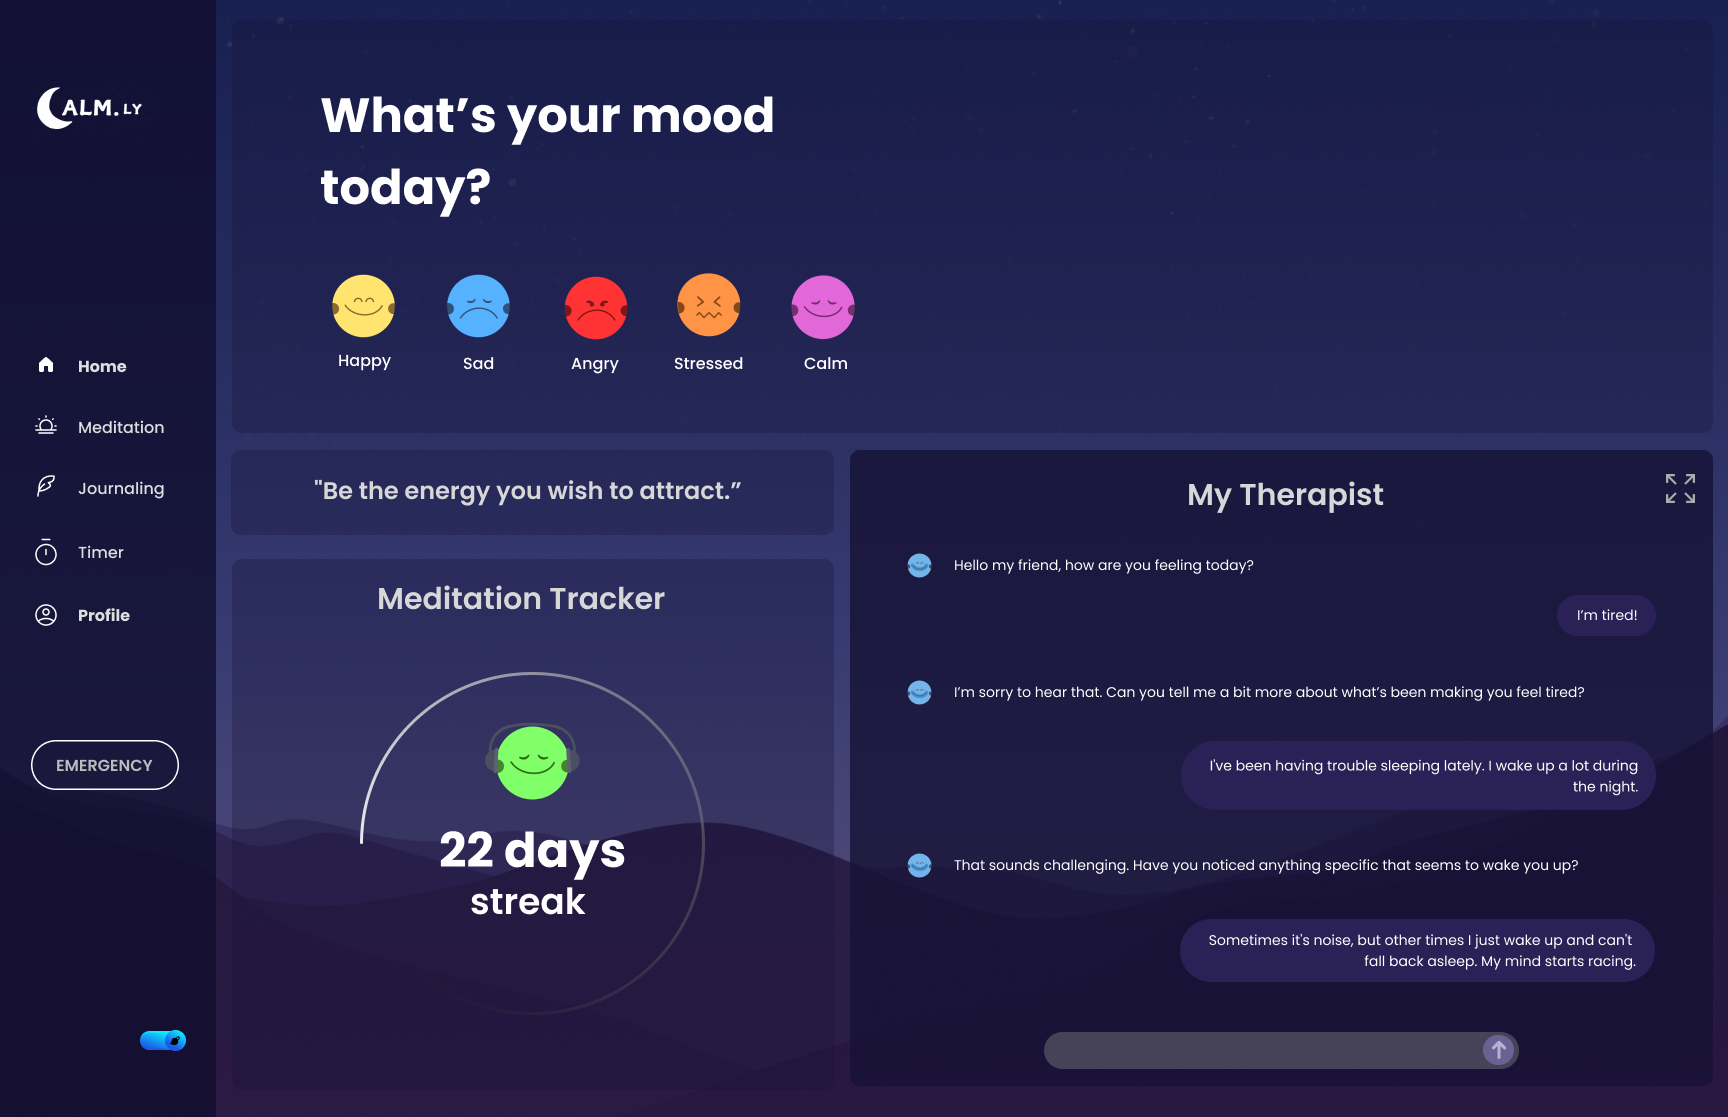 CALM.LY
Home
Meditation
Journaling
Timer
Profile
EMERGENCY
What’s your mood
today?
Happy
Sad
Angry
Stressed
Calm
"Be the energy you wish to attract.”
Meditation Tracker
22 days
streak
My Therapist
Hello my friend, how are you feeling today?
I’m tired!
I’m sorry to hear that. Can you tell me a bit more about what’s been making you feel tired?
I've been having trouble sleeping lately. I wake up a lot during
the night.
That sounds challenging. Have you noticed anything specific that seems to wake you up?
Sometimes it's noise, but other times I just wake up and can't
fall back asleep. My mind starts racing.